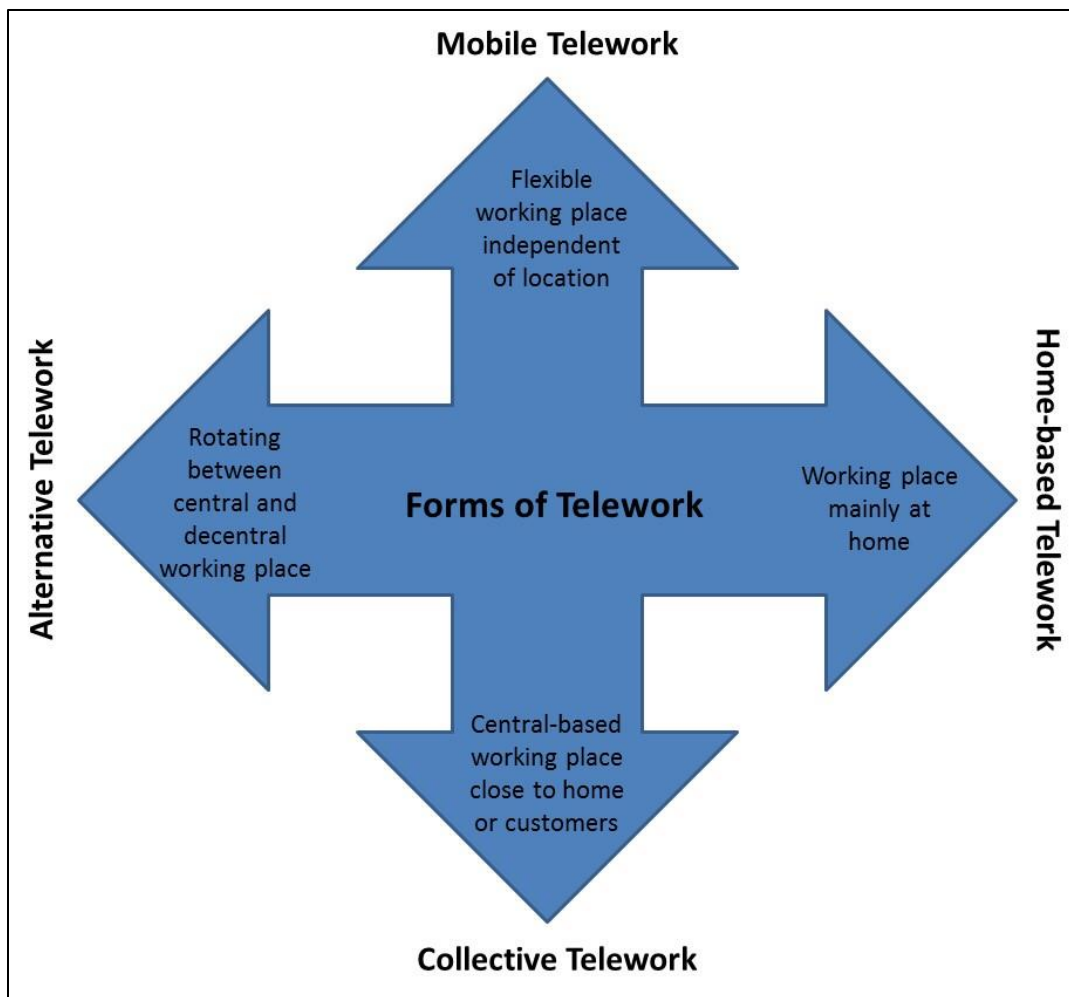 Mobile Telework
Flexible
working place
independent
of location
Alternative Telework
Rotating
between
central and
decentral
working place
Forms of Telework
Working place
mainly at
home
Home-based Telework
Central-based
working place
close to home
or customers
Collective Telework